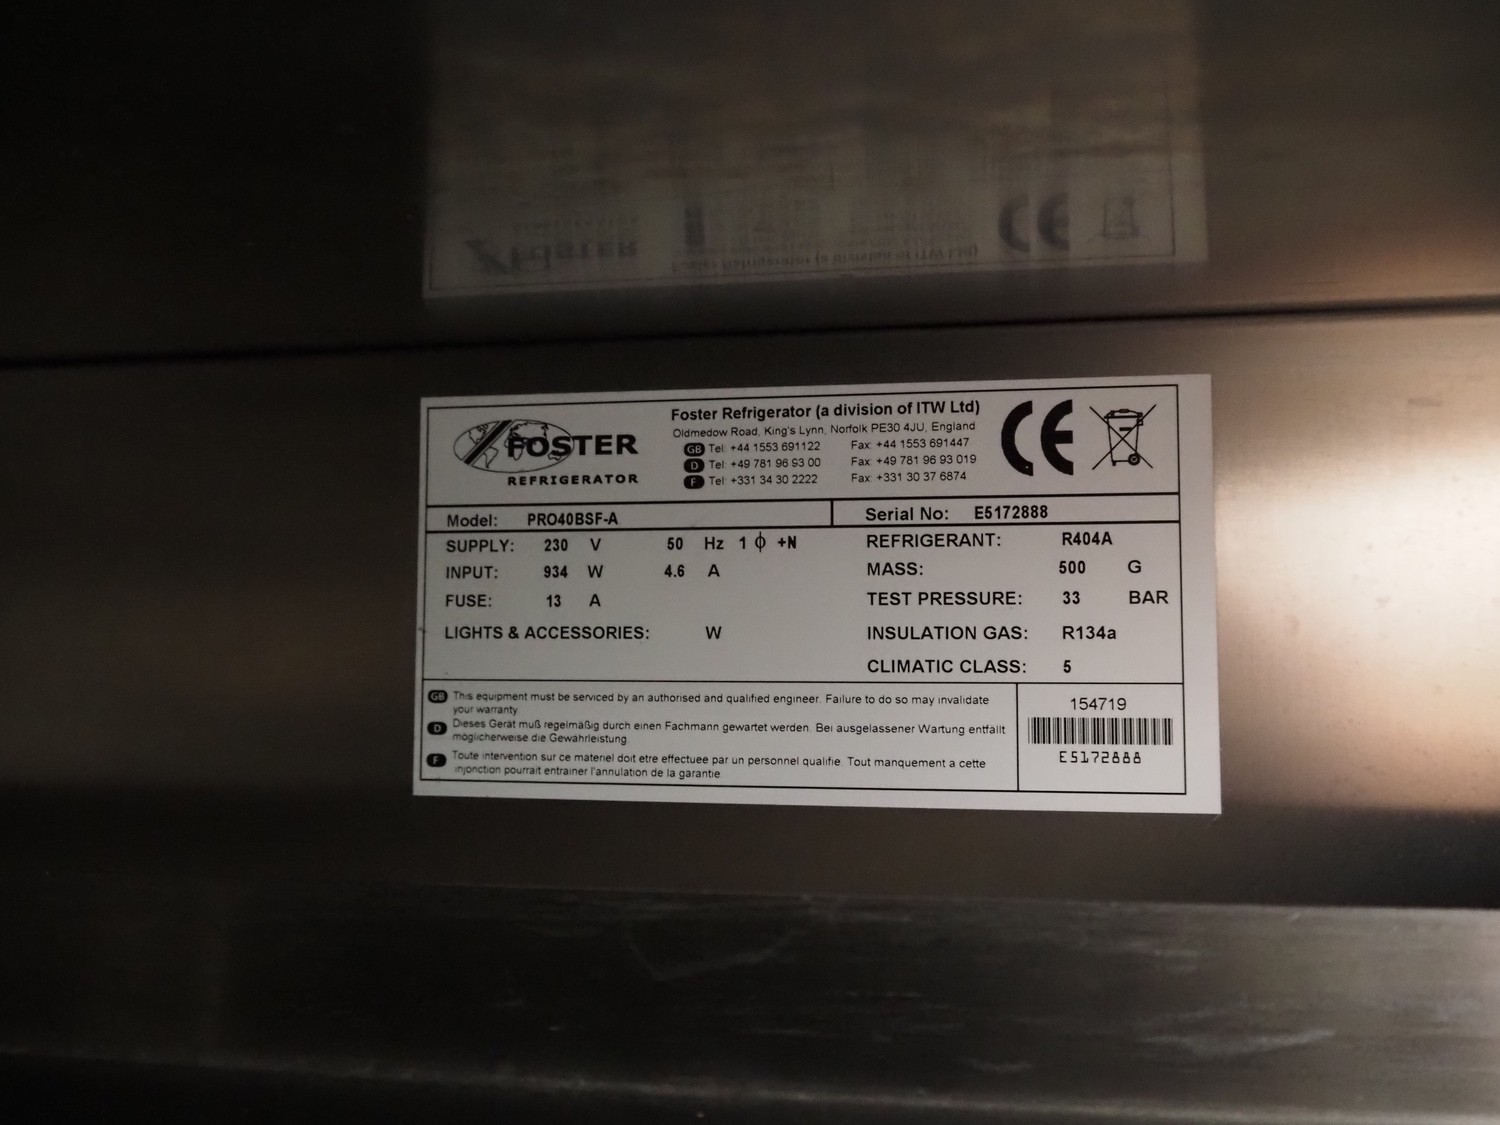 FOSTER
REFRIGERATOR
Foster Refrigerator (a division of ITW Ltd)
Oldmedow Road, King's Lynn, Norfolk PE30 4JU, England
GB Tel: +44 1553 691122 Fax: +44 1553 691447
D Tel: +49 781 96 93 00 Fax: +49 781 96 93 019
F Tel: +331 34 30 2222 Fax: +331 30 37 6874
CE
Model: PRO40BSF-A Serial No: E5172888
SUPPLY: 230 V 50 Hz 1 ϕ +N REFRIGERANT: R404A
INPUT: 934 W 4.6 A MASS: 500 G
FUSE: 13 A TEST PRESSURE: 33 BAR
LIGHTS & ACCESSORIES: W INSULATION GAS: R134a
CLIMATIC CLASS: 5
GB This equipment must be serviced by an authorised and qualified engineer. Failure to do so may invalidate
your warranty
D Dieses Gerat muß regelmäßig durch einen Fachmann gewartet werden. Bei ausgelassener Wartung entfällt
möglicherweise die Gewahrleistung
F Toute intervention sur ce materiel doit etre effectuee par un personnel qualifie. Tout manquement a cette
injonction pourrait entrainer l'annulation de la garantie
154719
E5172888